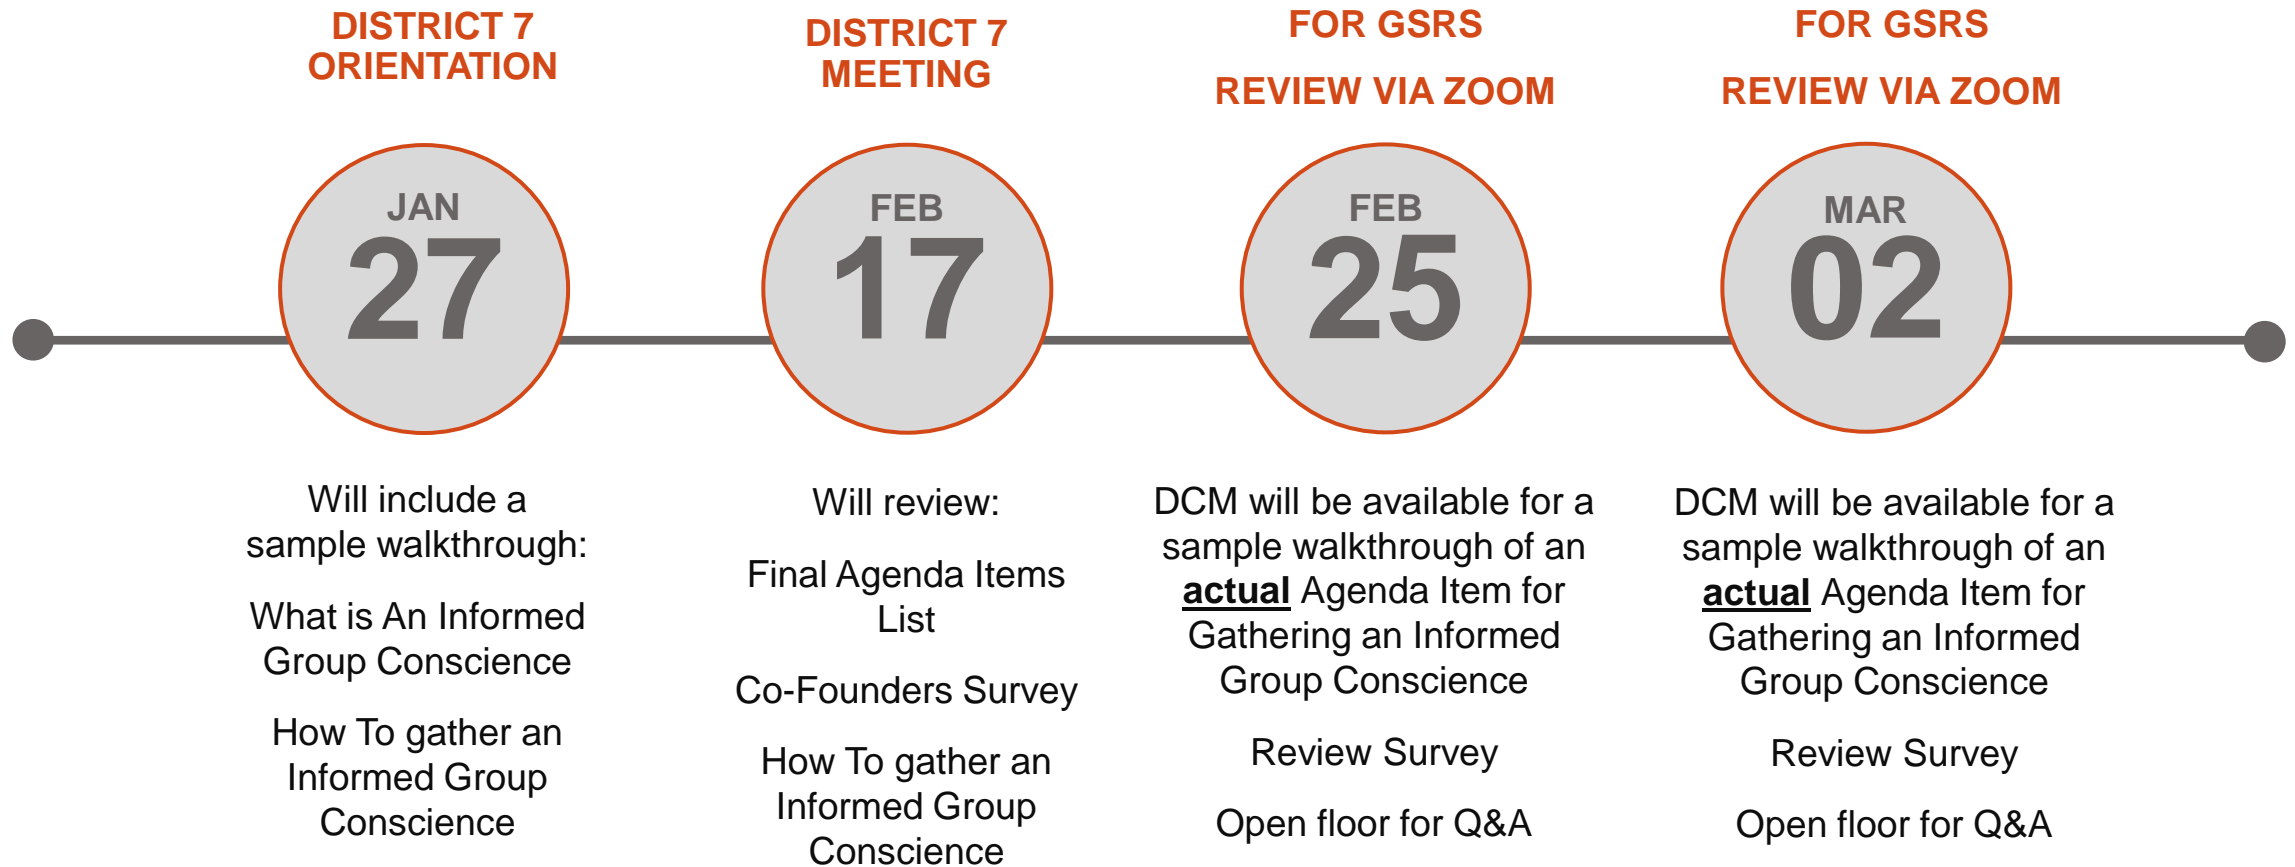 DISTRICT 7
ORIENTATION
JAN
27
Will include a
sample walkthrough:
What is An Informed
Group Conscience
How To gather an
Informed Group
Conscience
DISTRICT 7
MEETING
FEB
17
Will review:
Final Agenda Items
List
Co-Founders Survey
How To gather an
Informed Group
Conscience
FOR GSRS
REVIEW VIA ZOOM
FEB
25
DCM will be available for a
sample walkthrough of an
actual Agenda Item for
Gathering an Informed
Group Conscience
Review Survey
Open floor for Q&A
FOR GSRS
REVIEW VIA ZOOM
MAR
02
DCM will be available for a
sample walkthrough of an
actual Agenda Item for
Gathering an Informed
Group Conscience
Review Survey
Open floor for Q&A